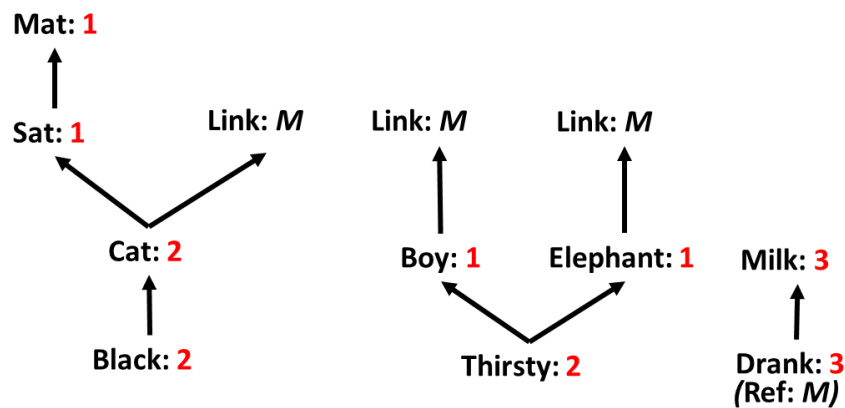 Mat: 1
Sat: 1
Link: M
Link: M
Link: M
Cat: 2
Boy: 1
Elephant: 1
Milk: 3
Black: 2
Thirsty: 2
Drank: 3
(Ref: M)